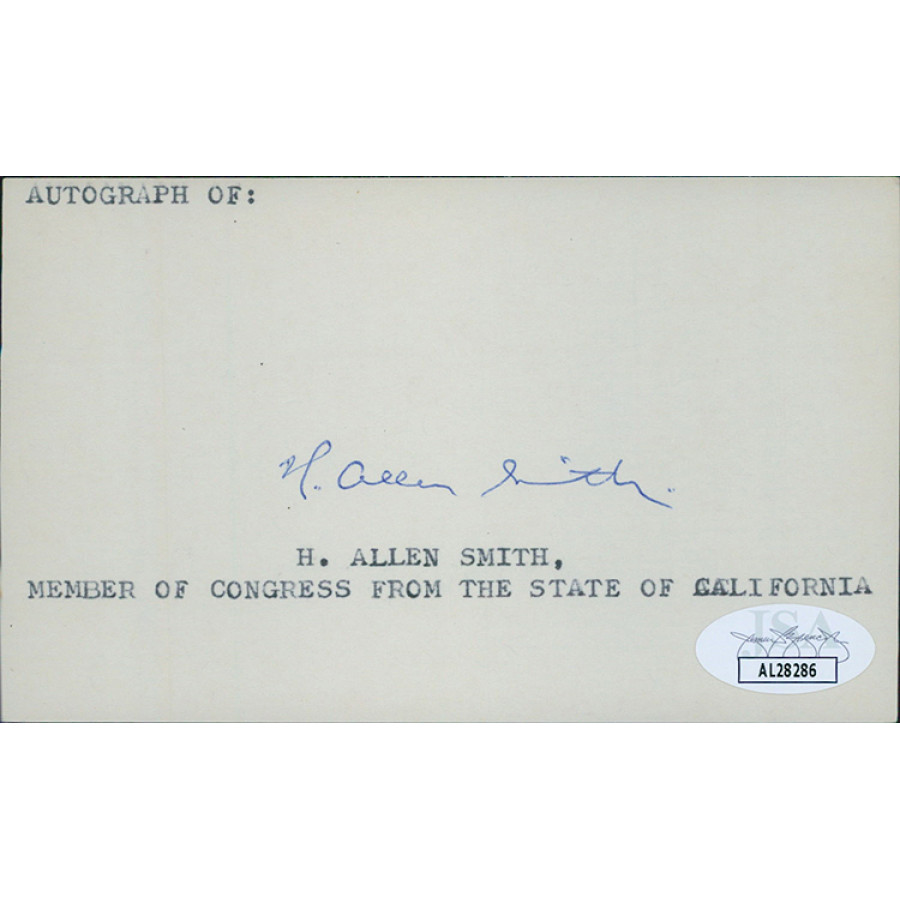 AUTOGRAPH OF:
H. Allen Smith
H. ALLEN SMITH,
MEMBER OF CONGRESS FROM THE STATE OF CALIFORNIA
JSA
AL28286